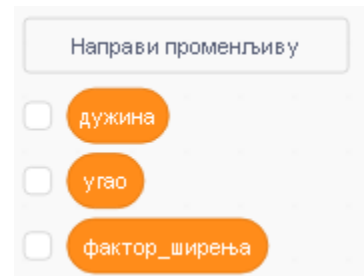 Направи променљиву
дужина
угао
фактор_ширења